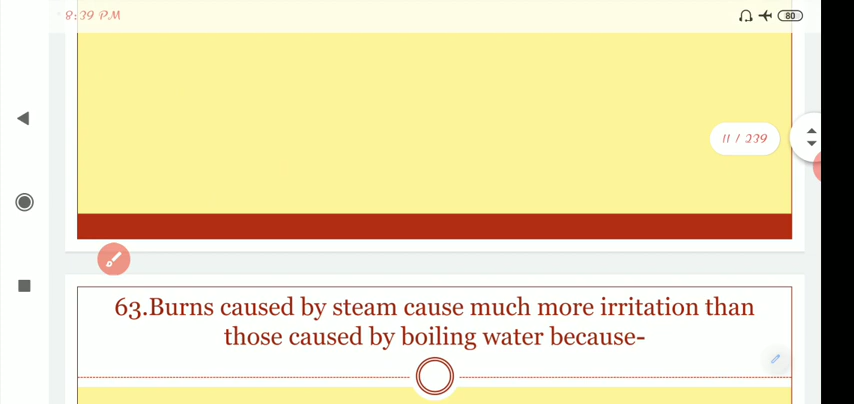 8:39 PM
80
11 / 239
63.Burns caused by steam cause much more irritation than
those caused by boiling water because-